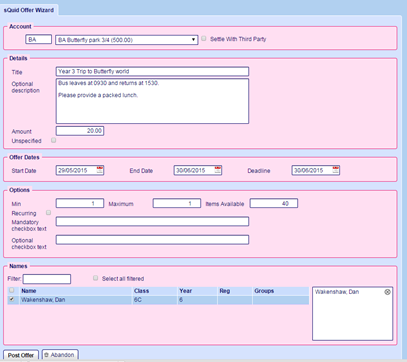 sQuid Offer Wizard
Account
BA
BA Butterfly park 3/4 (500.00)
Settle With Third Party
Details
Title
Year 3 Trip to Butterfly world
Optional description
Bus leaves at 0930 and returns at 1530.
Please provide a packed lunch.
Amount
20.00
Unspecified
Offer Dates
Start Date
29/05/2015
End Date
30/06/2015
Deadline
30/06/2015
Options
Min
1
Maximum
1
Items Available
40
Recurring
Mandatory checkbox text
Optional checkbox text
Names
Filter:
Select all filtered
Name Class Year Reg Groups
Wakenshaw, Dan 6C 6
Wakenshaw, Dan
Post Offer
Abandon